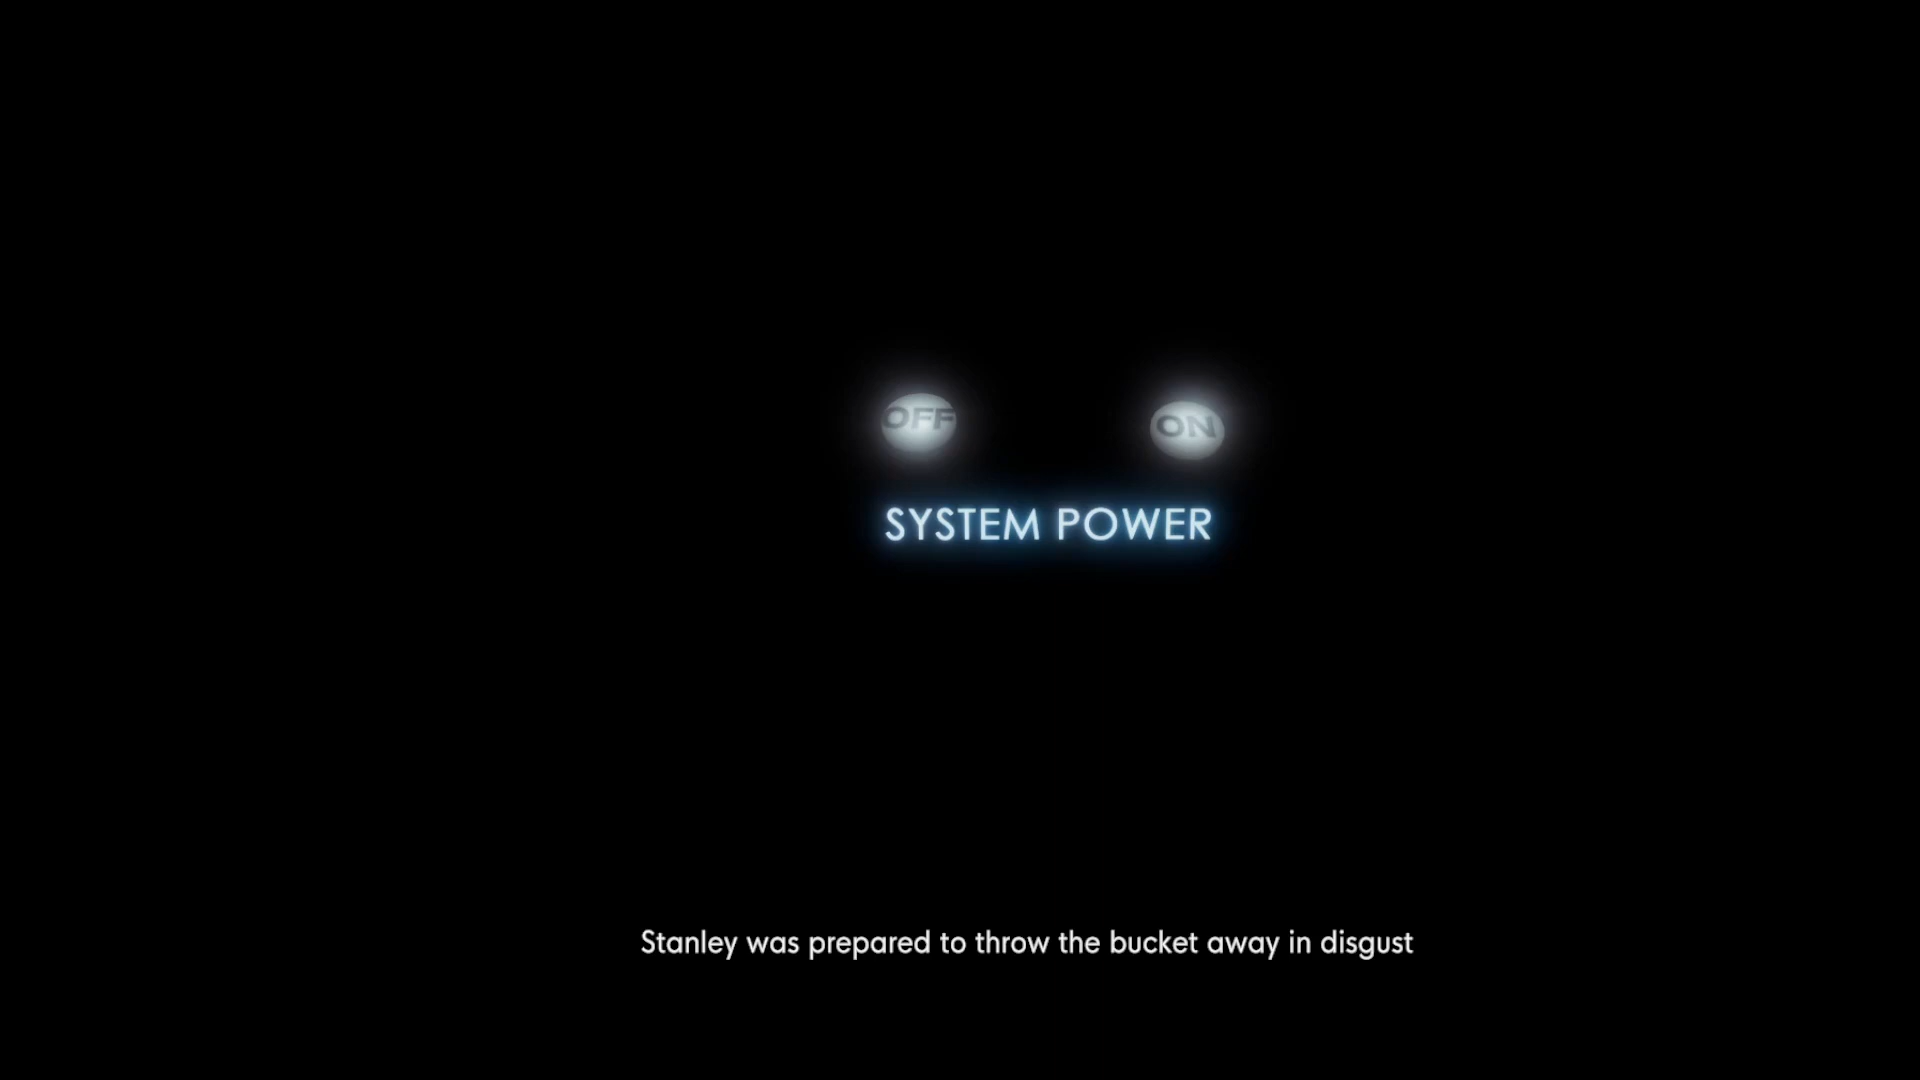 OFF
ON
SYSTEM POWER
Stanley was prepared to throw the bucket away in disgust